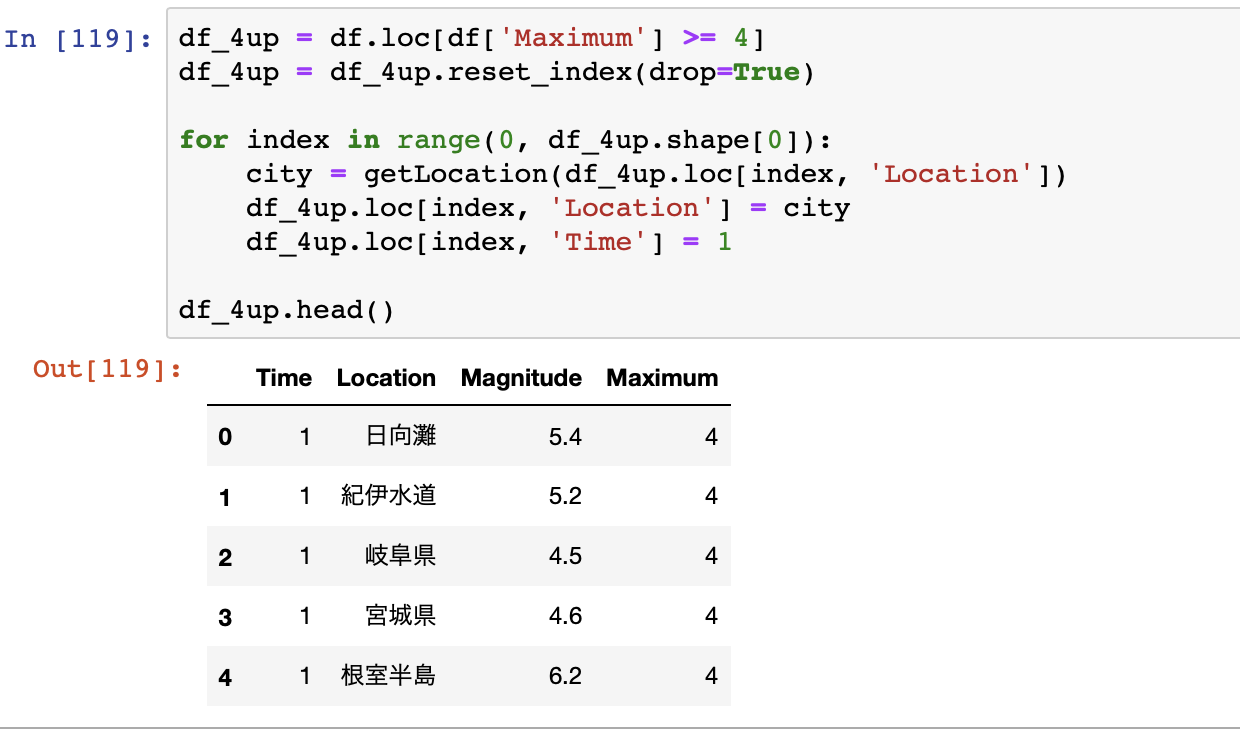 In [119]: df_4up = df.loc[df['Maximum'] >= 4]
df_4up = df_4up.reset_index(drop=True)
for index in range(0, df_4up.shape[0]):
    city = getLocation(df_4up.loc[index, 'Location'])
    df_4up.loc[index, 'Location'] = city
    df_4up.loc[index, 'Time'] = 1
df_4up.head()
Out[119]:
Time Location Magnitude Maximum
0 1 日向灘 5.4 4
1 1 紀伊水道 5.2 4
2 1 岐阜県 4.5 4
3 1 宮城県 4.6 4
4 1 根室半島 6.2 4